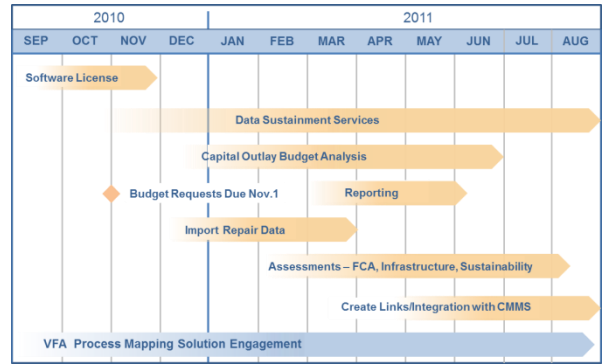 2010 2011
SEP OCT NOV DEC JAN FEB MAR APR MAY JUN JUL AUG
Software License
Data Sustainment Services
Capital Outlay Budget Analysis
Budget Requests Due Nov.1 Reporting
Import Repair Data
Assessments – FCA, Infrastructure, Sustainability
Create Links/Integration with CMMS
VFA Process Mapping Solution Engagement